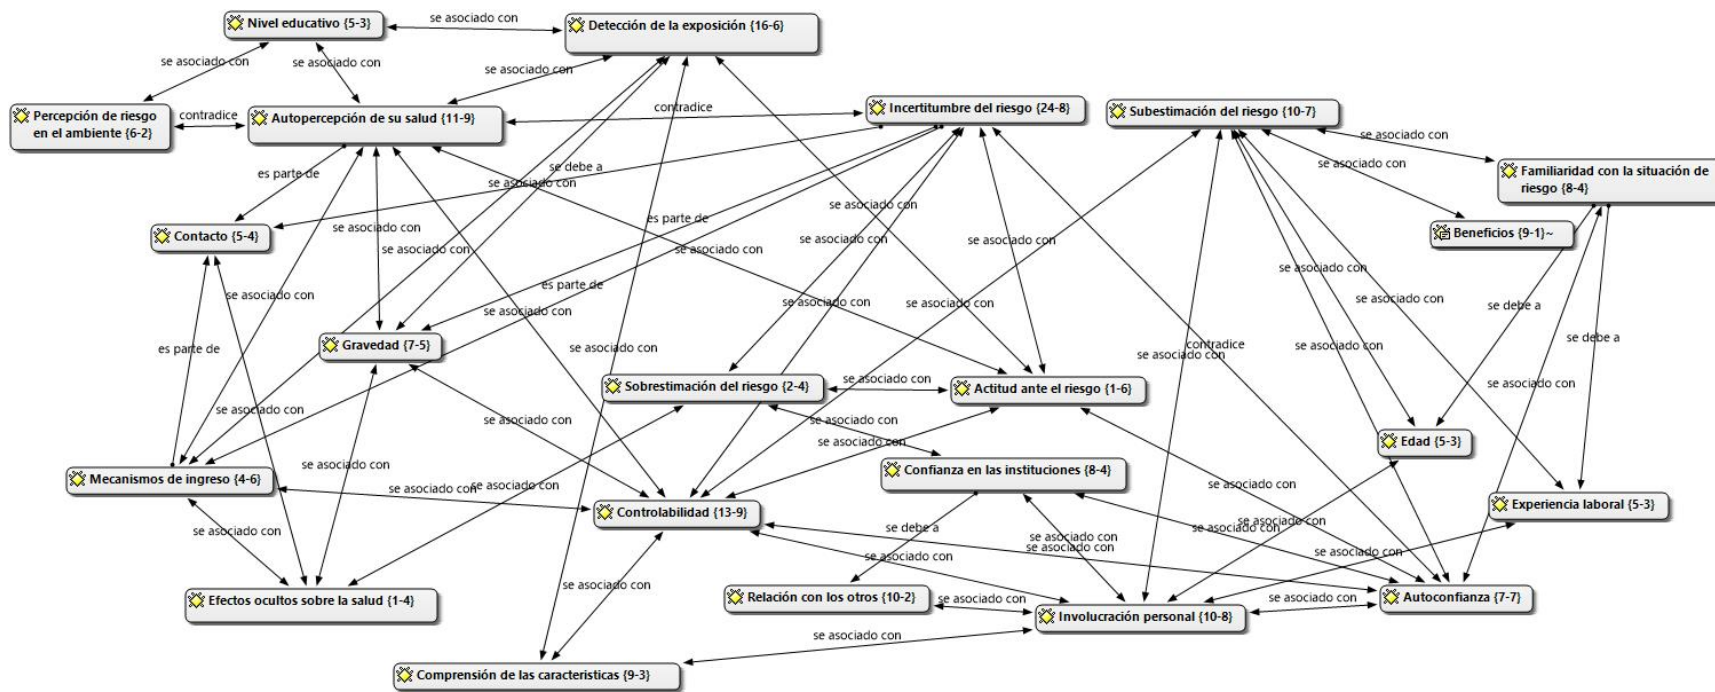 Nivel educativo {5-3}
se asociado con
Detección de la exposición {16-6}
se asociado con
se asociado con
se asociado con
Percepción de riesgo
en el ambiente {6-2}
contradice
Autopercepción de su salud {11-9}
contradice
Incertitumbre del riesgo {24-8}
Subestimación del riesgo {10-7}
se asociado con
se asociado con
Familiaridad con la situación de
riesgo {8-4}
es parte de
se debe a
se asociado con
se asociado con
es parte de
Contacto {5-4}
se asociado con
se asociado con
se asociado con
se asociado con
se asociado con
Beneficios {9-1}~
se asociado con
se asociado con
es parte de
se asociado con
se asociado con
se asociado con
se asociado con
se debe a
es parte de
Gravedad {7-5}
se asociado con
contradice
se asociado con
se asociado con
se debe a
Sobrestimación del riesgo {2-4}
se asociado con
Actitud ante el riesgo {1-6}
se asociado con
se asociado con
se asociado con
se asociado con
Edad {5-3}
Mecanismos de ingreso {4-6}
se asociado con
se asociado con
se asociado con
Confianza en las instituciones {8-4}
se asociado con
Controlabilidad {13-9}
Experiencia laboral {5-3}
se asociado con
se debe a
se asociado con
se asociado con
se asociado con
se asociado con
se asociado con
se asociado con
se asociado con
Efectos ocultos sobre la salud {1-4}
se asociado con
Relación con los otros {10-2}
se asociado con
Involucración personal {10-8}
se asociado con
Autoconfianza {7-7}
se asociado con
Comprensión de las caracteristicas {9-3}